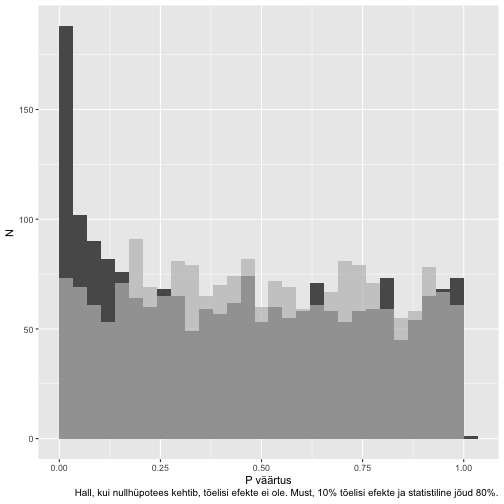 150
100
50
0
N
0.00 0.25 0.50 0.75 1.00
P väärtus
Hall, kui nullhüpotees kehtib, tõelisi efekte ei ole. Must, 10% tõelisi efekte ja statistiline jõud 80%.